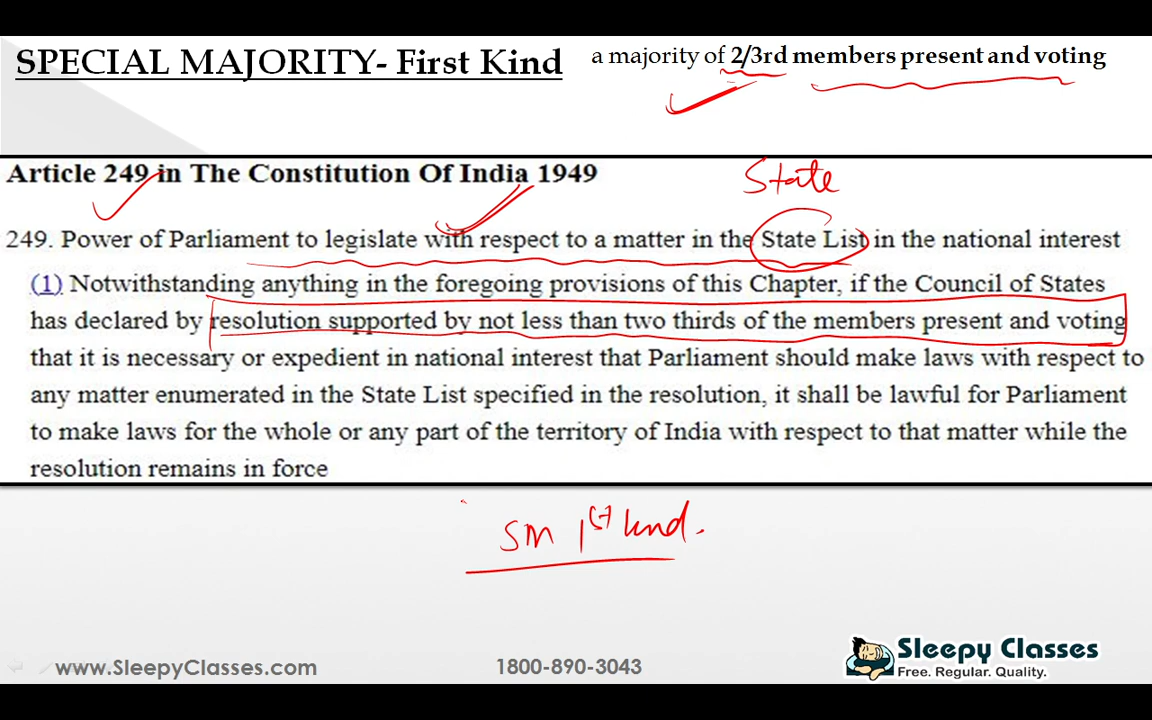 SPECIAL MAJORITY- First Kind
a majority of 2/3rd members present and voting
Article 249 in The Constitution Of India 1949
State
249. Power of Parliament to legislate with respect to a matter in the State List in the national interest
(1) Notwithstanding anything in the foregoing provisions of this Chapter, if the Council of States
has declared by resolution supported by not less than two thirds of the members present and voting
that it is necessary or expedient in national interest that Parliament should make laws with respect to
any matter enumerated in the State List specified in the resolution, it shall be lawful for Parliament
to make laws for the whole or any part of the territory of India with respect to that matter while the
resolution remains in force
SM 1st kind.
www.SleepyClasses.com
1800-890-3043
Sleepy Classes
Free. Regular. Quality.